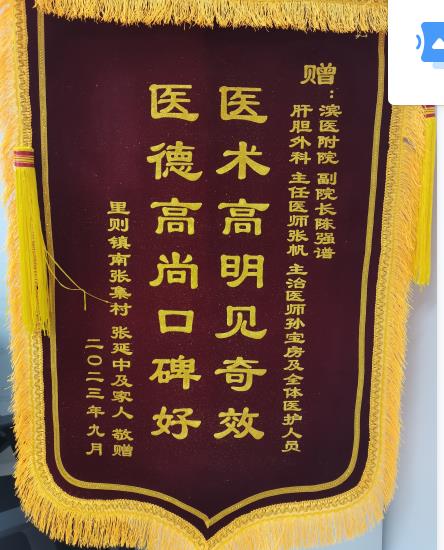 赠：滨医附院 副院长陈强谱
肝胆外科 主任医师张帆 主治医师孙宝房及全体医护人员
医术高明见奇效
医德高尚口碑好
里则镇南张集村 张延中及家人 敬赠
二〇二三年九月